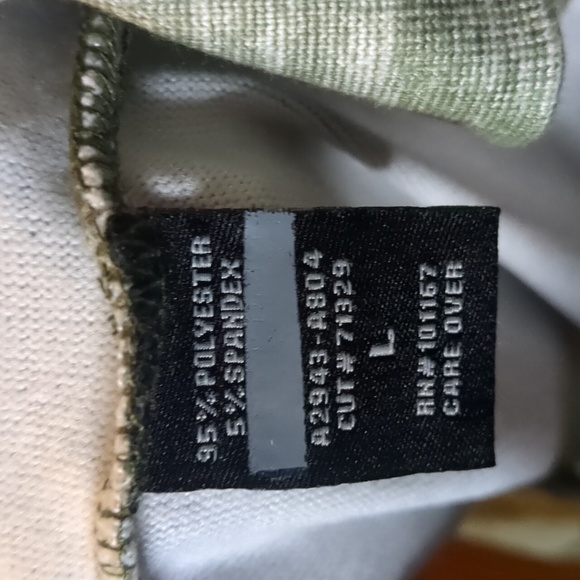 95% POLYESTER
5% SPANDEX
A2943-A804
CUT# 71329
L
RN# 101167
CARE OVER